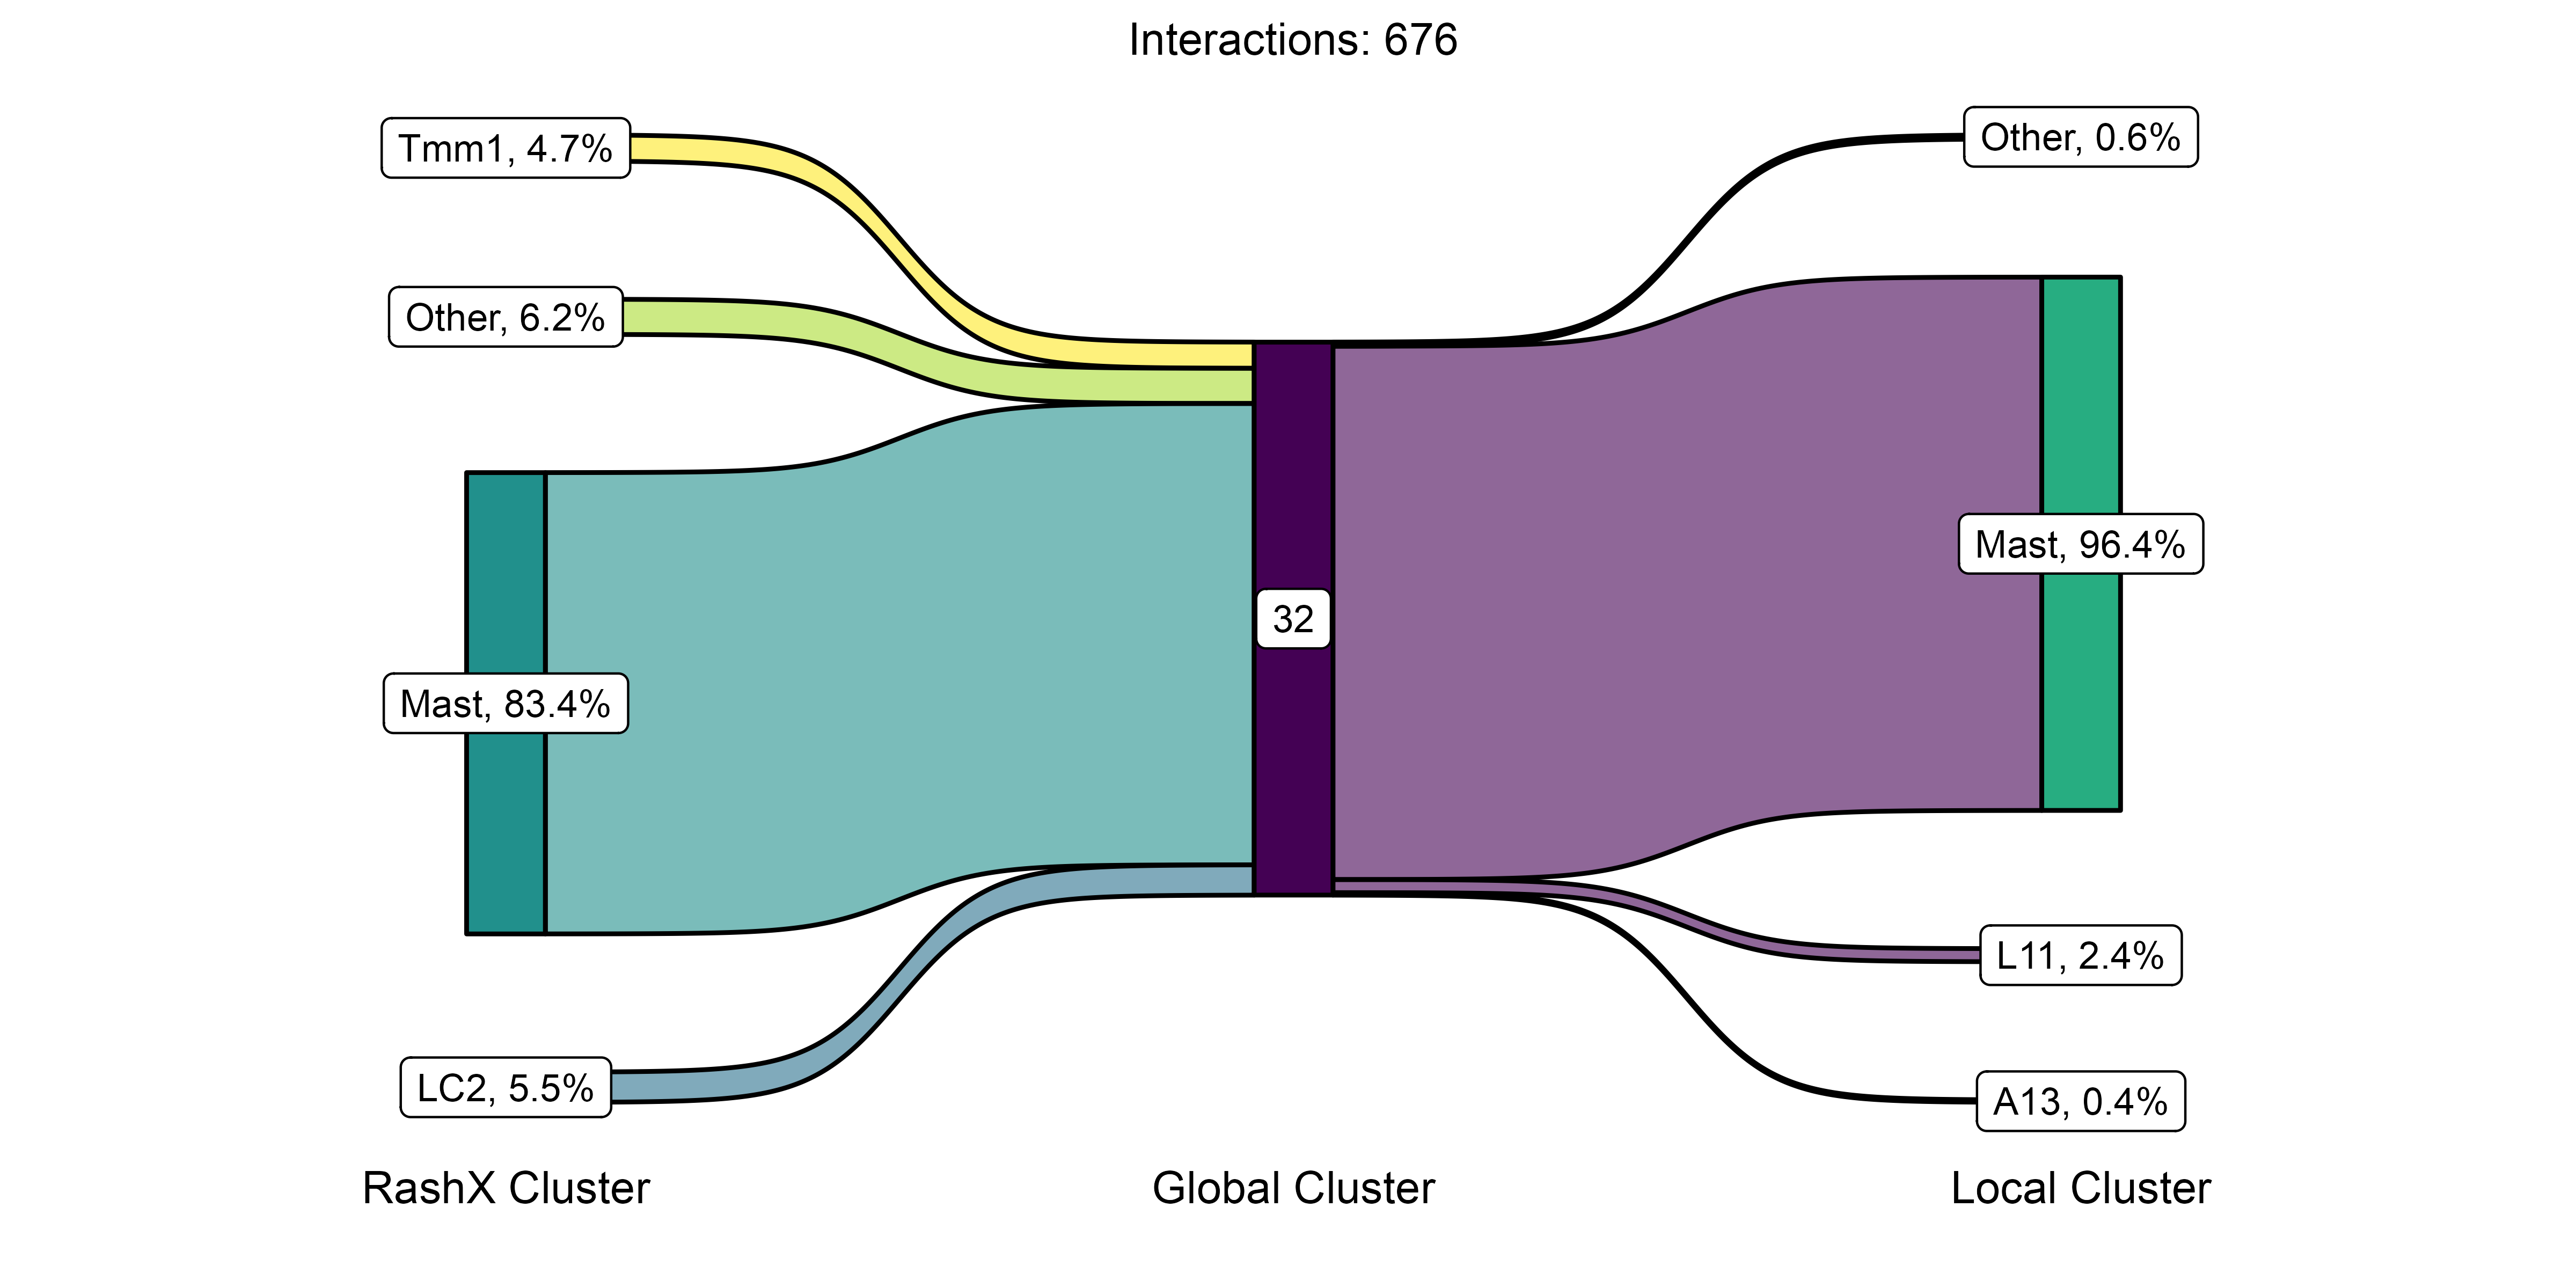 Interactions: 676
Tmm1, 4.7%
Other, 6.2%
Mast, 83.4%
LC2, 5.5%
32
Other, 0.6%
Mast, 96.4%
L11, 2.4%
A13, 0.4%
RashX Cluster
Global Cluster
Local Cluster